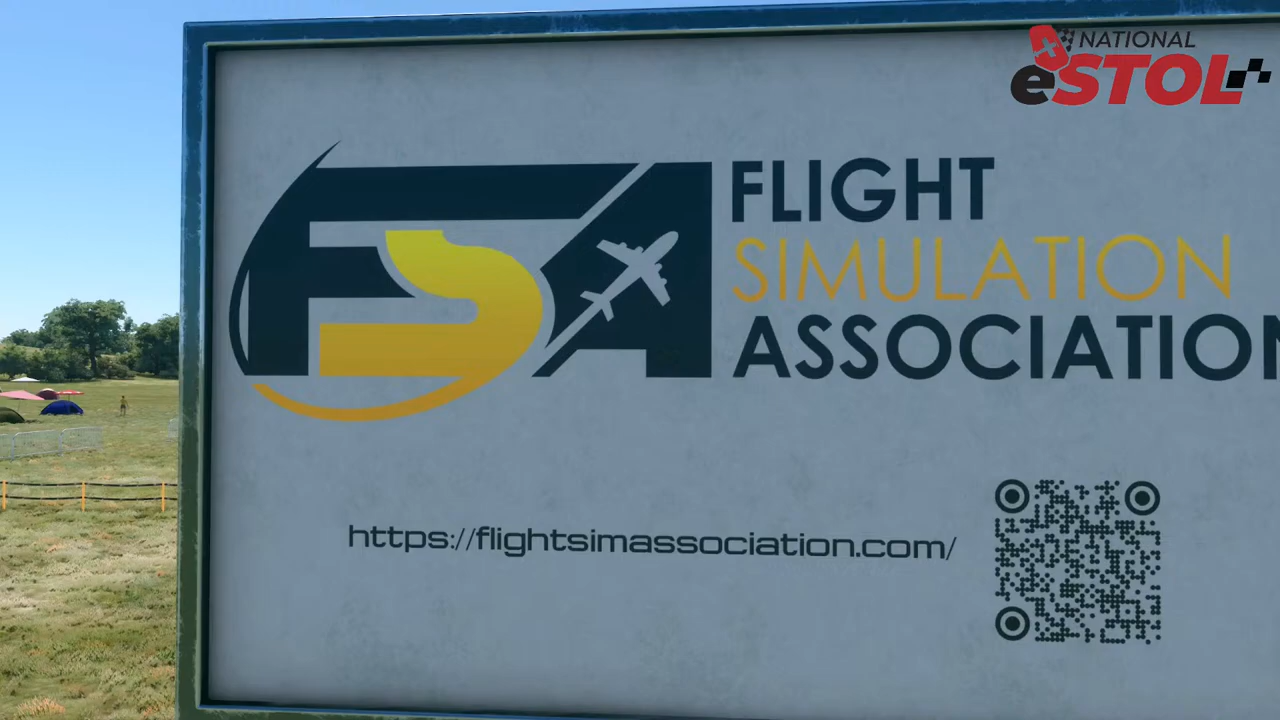 NATIONAL
eSTOL
FSA
FLIGHT
SIMULATION
ASSOCIATION
https://flightsimassociation.com/